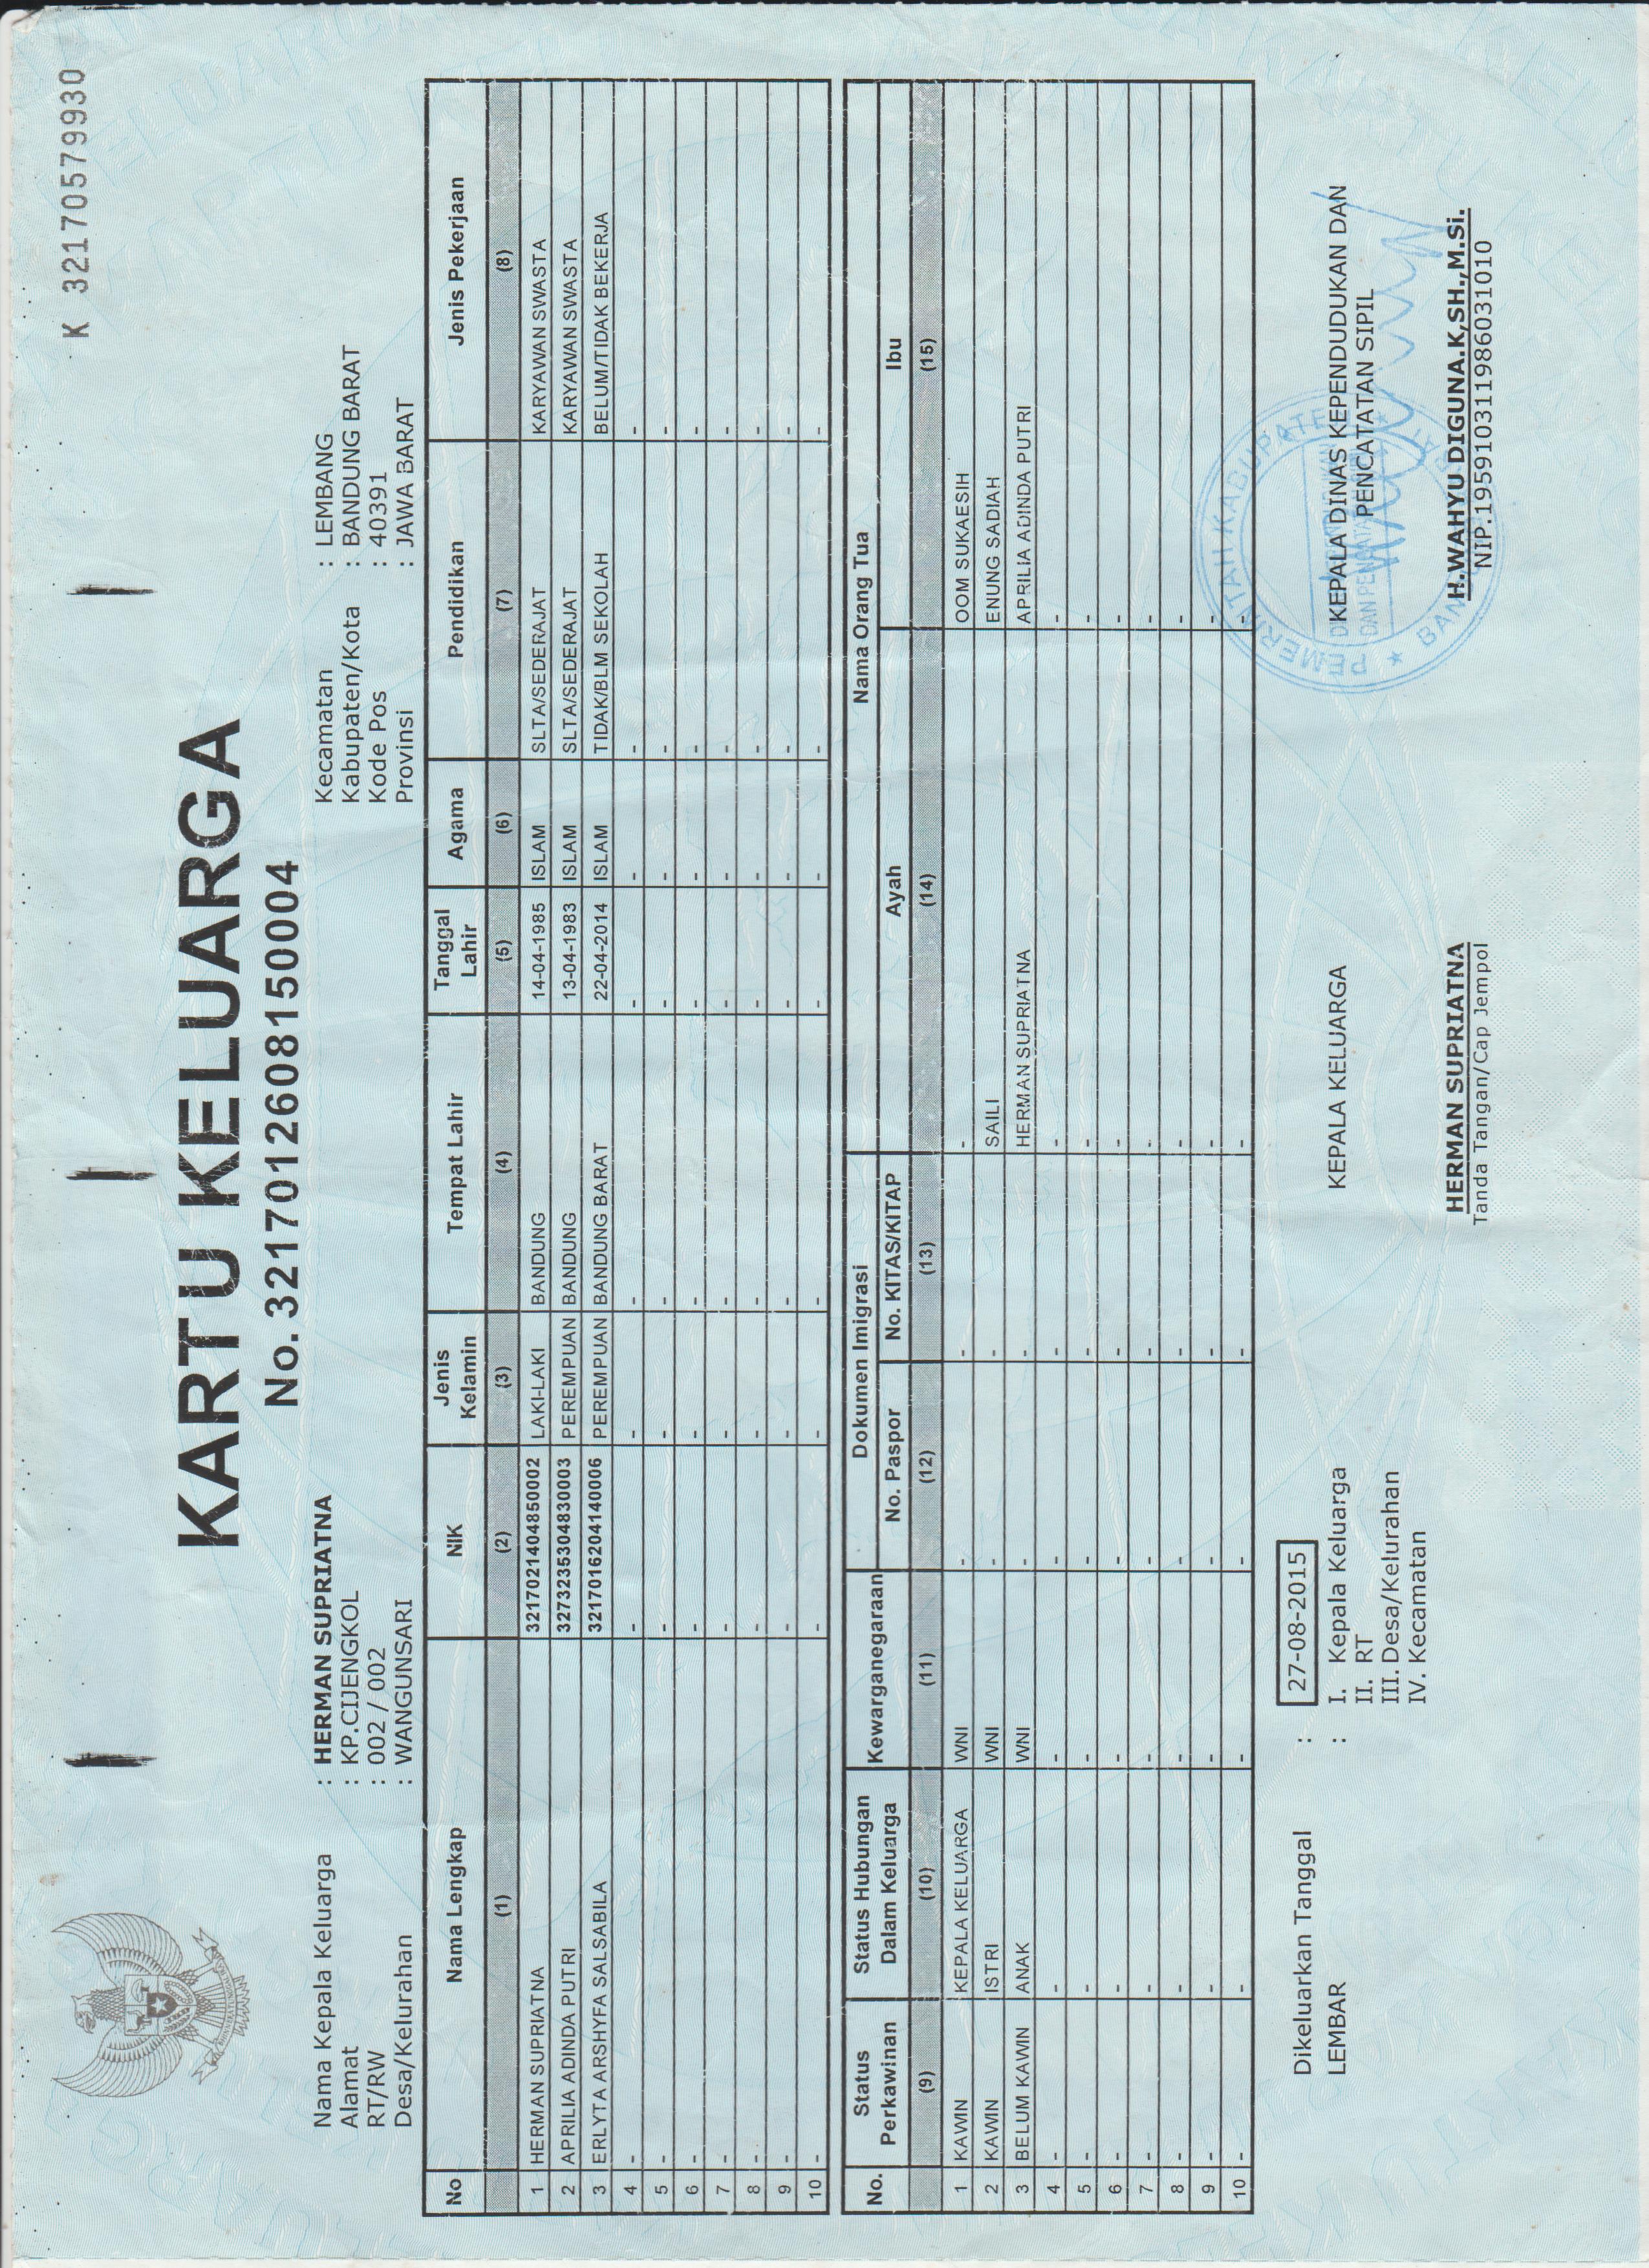 K 32170579930
KARTU KELUARGA
No. 3217012608150004
Nama Kepala Keluarga : HERMAN SUPRIATNA
Alamat : KP.CIJENGKOL
RT/RW : 002 / 002
Desa/Kelurahan : WANGUNSARI
Kecamatan : LEMBANG
Kabupaten/Kota : BANDUNG BARAT
Kode Pos : 40391
Provinsi : JAWA BARAT
No Nama Lengkap NIK Jenis Kelamin Tempat Lahir Tanggal Lahir Agama Pendidikan Jenis Pekerjaan
(1) (2) (3) (4) (5) (6) (7) (8)
1 HERMAN SUPRIATNA 3217021404850002 LAKI-LAKI BANDUNG 14-04-1985 ISLAM SLTA/SEDERAJAT KARYAWAN SWASTA
2 APRILIA ADINDA PUTRI 3273235304830003 PEREMPUAN BANDUNG 13-04-1983 ISLAM SLTA/SEDERAJAT KARYAWAN SWASTA
3 ERLYTA ARSHYFA SALSABILA 3217016204140006 PEREMPUAN BANDUNG BARAT 22-04-2014 ISLAM TIDAK/BLM SEKOLAH BELUM/TIDAK BEKERJA
4 - - - - - - - -
5 - - - - - - - -
6 - - - - - - - -
7 - - - - - - - -
8 - - - - - - - -
9 - - - - - - - -
10 - - - - - - - -
No. Status Perkawinan Status Hubungan Dalam Keluarga Kewarganegaraan Dokumen Imigrasi Nama Orang Tua
No. Paspor No. KITAS/KITAP Ayah Ibu
(9) (10) (11) (12) (13) (14) (15)
1 KAWIN KEPALA KELUARGA WNI - - - OOM SUKAESIH
2 KAWIN ISTRI WNI - - SAILI ENUNG SADIAH
3 BELUM KAWIN ANAK WNI - - HERMAN SUPRIATNA APRILIA ADINDA PUTRI
4 - - - - - - -
5 - - - - - - -
6 - - - - - - -
7 - - - - - - -
8 - - - - - - -
9 - - - - - - -
10 - - - - - - -
Dikeluarkan Tanggal : 27-08-2015
LEMBAR : I. Kepala Keluarga
II. RT
III. Desa/Kelurahan
IV. Kecamatan
KEPALA KELUARGA
HERMAN SUPRIATNA
Tanda Tangan/Cap Jempol
KEPALA DINAS KEPENDUDUKAN DAN
PENCATATAN SIPIL
H.WAHYU DIGUNA.K,SH.,M.Si.
NIP.195910311986031010
PEMERINTAH KABUPATEN
DINAS KEPENDUDUKAN
DAN PENCATATAN SIPIL
BANDUNG BARAT